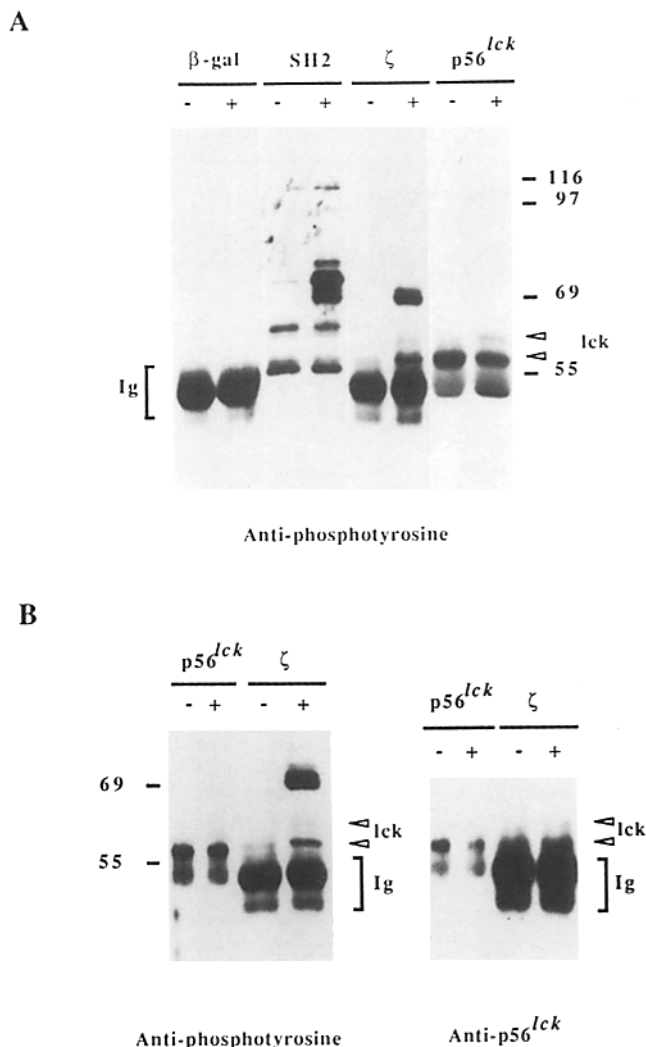 A
β-gal SH2 ζ p56lck
- + - + - + - +
116
97
69
lck
55
Ig
Anti-phosphotyrosine
B
p56lck ζ
- + - +
69
lck
55
Ig
Anti-phosphotyrosine
p56lck ζ
- + - +
lck
Ig
Anti-p56lck